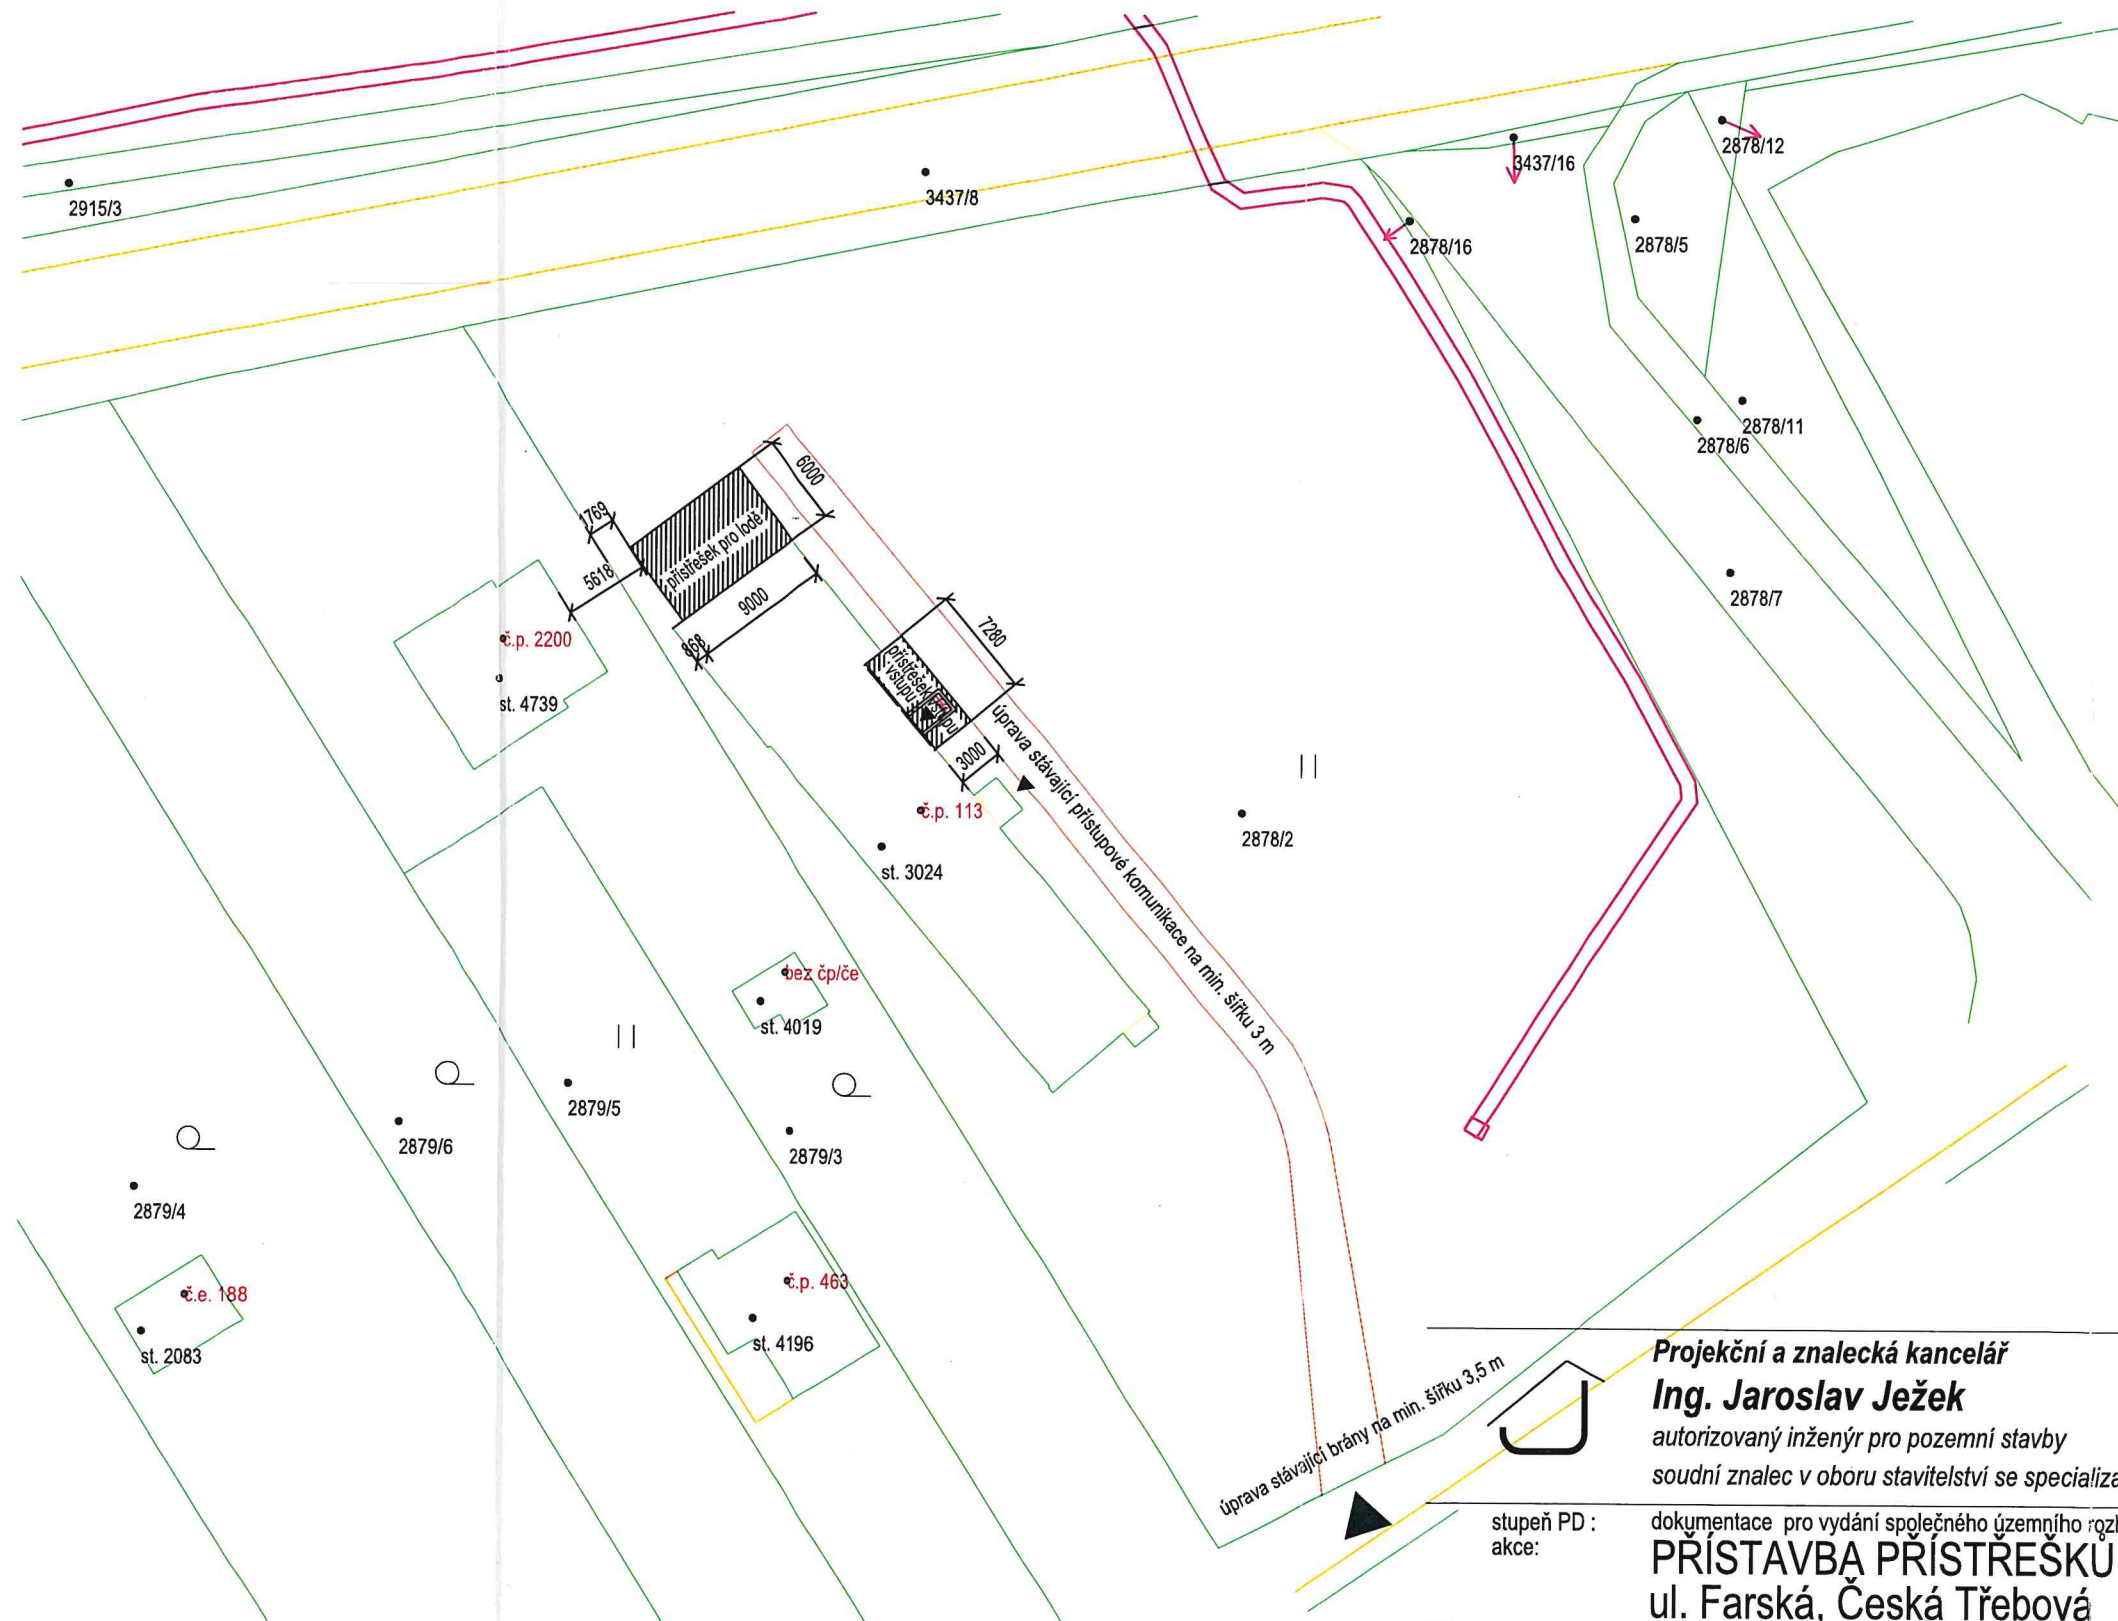 2915/3
3437/8
3437/16
2878/12
2878/16
2878/5
2878/11
2878/6
2878/7
6000
1769
přístřešek pro lodě
5618
9000
868
7280
přístřešek
vstupu
3000
č.p. 2200
st. 4739
úprava stávající přístupové komunikace na min. šířku 3 m
č.p. 113
st. 3024
2878/2
bez čp/če
st. 4019
2879/5
2879/6
2879/3
2879/4
č.e. 188
st. 2083
č.p. 463
st. 4196
úprava stávající brány na min. šířku 3,5 m
Projekční a znalecká kancelář
Ing. Jaroslav Ježek
autorizovaný inženýr pro pozemní stavby
soudní znalec v oboru stavitelství se specializa
stupeň PD : dokumentace pro vydání společného územního
akce: PŘÍSTAVBA PŘÍSTŘEŠKŮ
ul. Farská, Česká Třebová